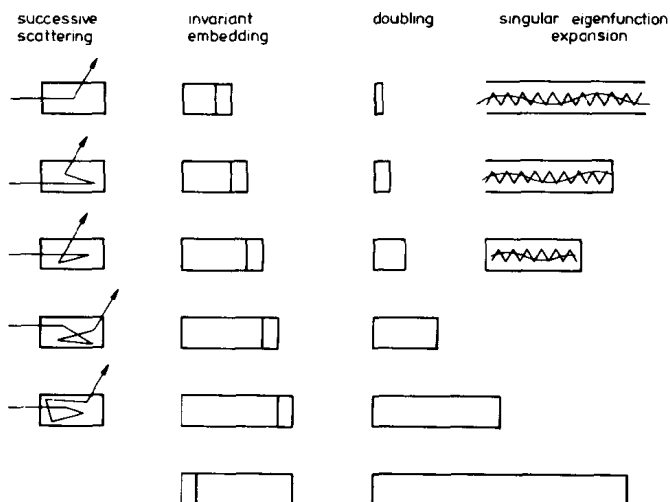 successive
scattering
invariant
embedding
doubling
singular eigenfunction
expansion